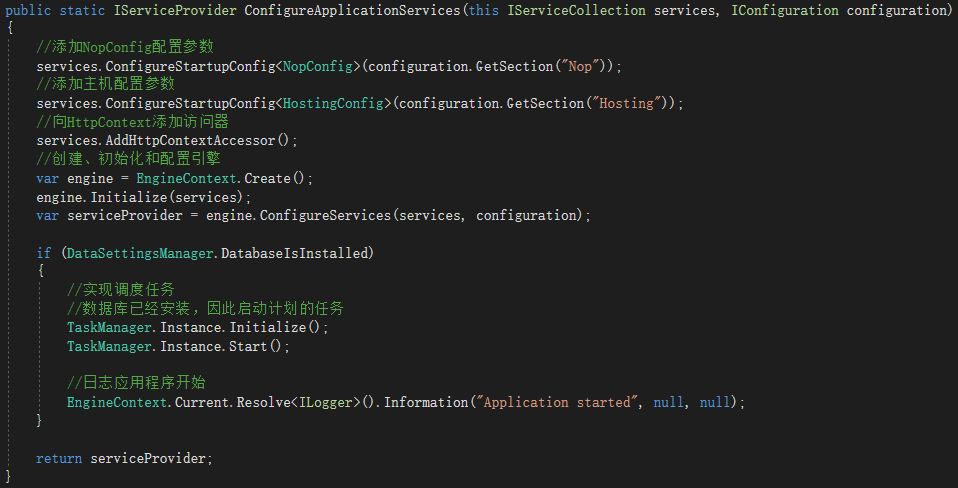 public static IServiceProvider ConfigureApplicationServices(this IServiceCollection services, IConfiguration configuration)
{
//添加NopConfig配置参数
services.ConfigureStartupConfig<NopConfig>(configuration.GetSection("Nop"));
//添加主机配置参数
services.ConfigureStartupConfig<HostingConfig>(configuration.GetSection("Hosting"));
//向HttpContext添加访问器
services.AddHttpContextAccessor();
//创建、初始化和配置引擎
var engine = EngineContext.Create();
engine.Initialize(services);
var serviceProvider = engine.ConfigureServices(services, configuration);
if (DataSettingsManager.DatabaseIsInstalled)
{
//实现调度任务
//数据库已经安装，因此启动计划的任务
TaskManager.Instance.Initialize();
TaskManager.Instance.Start();
//日志应用程序开始
EngineContext.Current.Resolve<ILogger>().Information("Application started", null, null);
}
return serviceProvider;
}